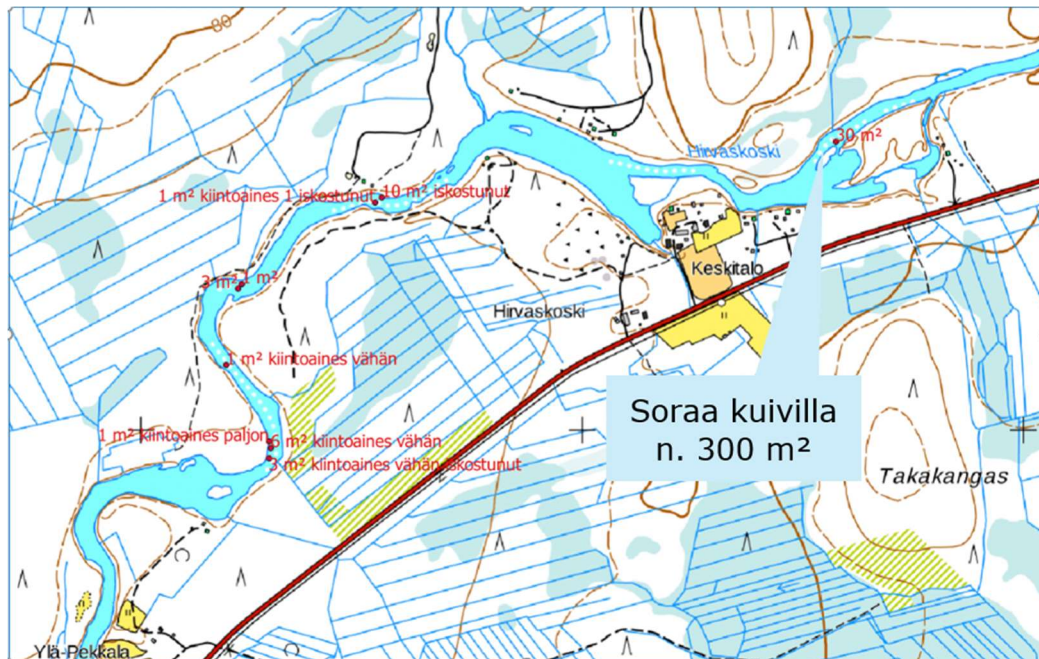 80
Hirvaskoski
30 m²
1 m² kiintoaines 1 iskostunut
10 m² iskostunut
3 m²
1 m²
Keskitalo
Hirvaskoski
1 m² kiintoaines vähän
Soraa kuivilla
n. 300 m²
1 m² kiintoaines paljon
6 m² kiintoaines vähän
3 m² kiintoaines vähän iskostunut
Takakangas
Ylä-Pekkala